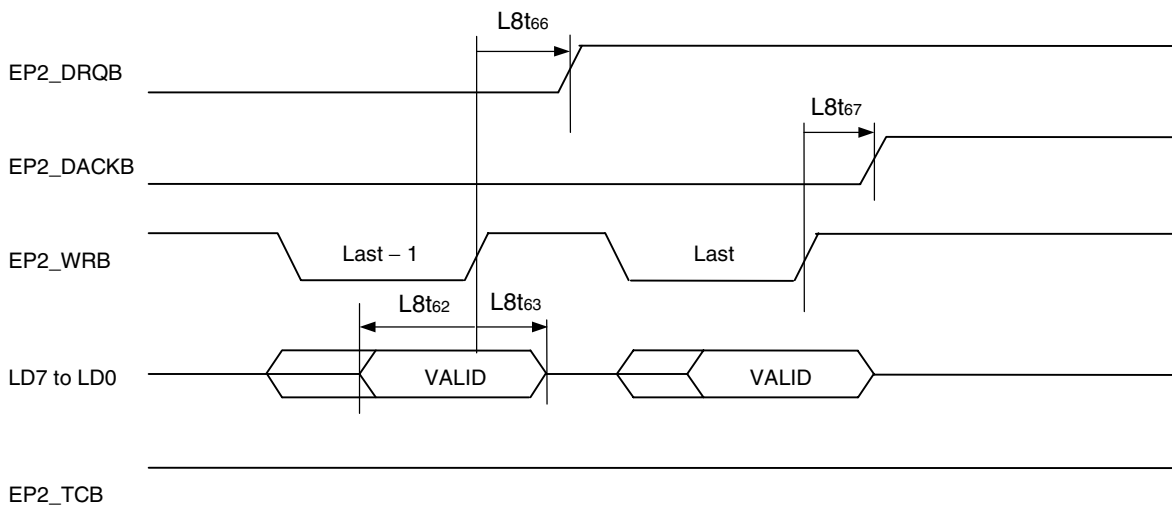 L8t66
EP2_DRQB
L8t67
EP2_DACKB
EP2_WRB
Last – 1
Last
L8t62
L8t63
LD7 to LD0
VALID
VALID
EP2_TCB